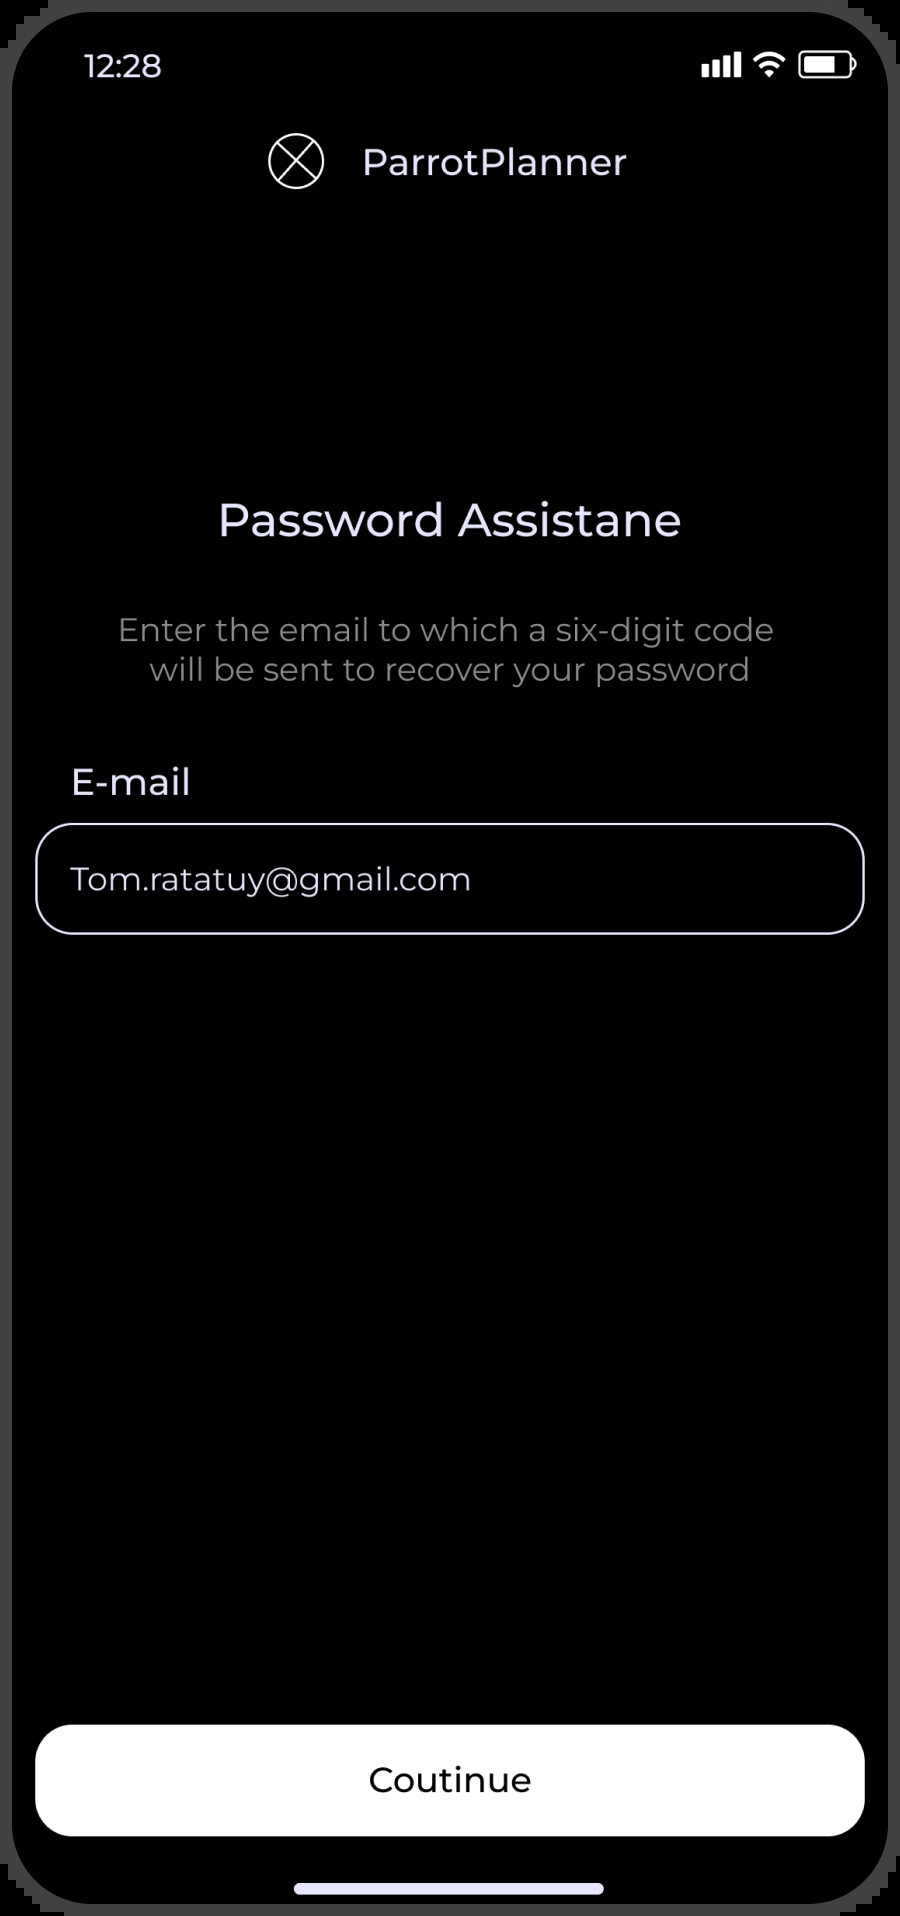 12:28
ParrotPlanner
Password Assistane
Enter the email to which a six-digit code
will be sent to recover your password
E-mail
Tom.ratatuy@gmail.com
Coutinue